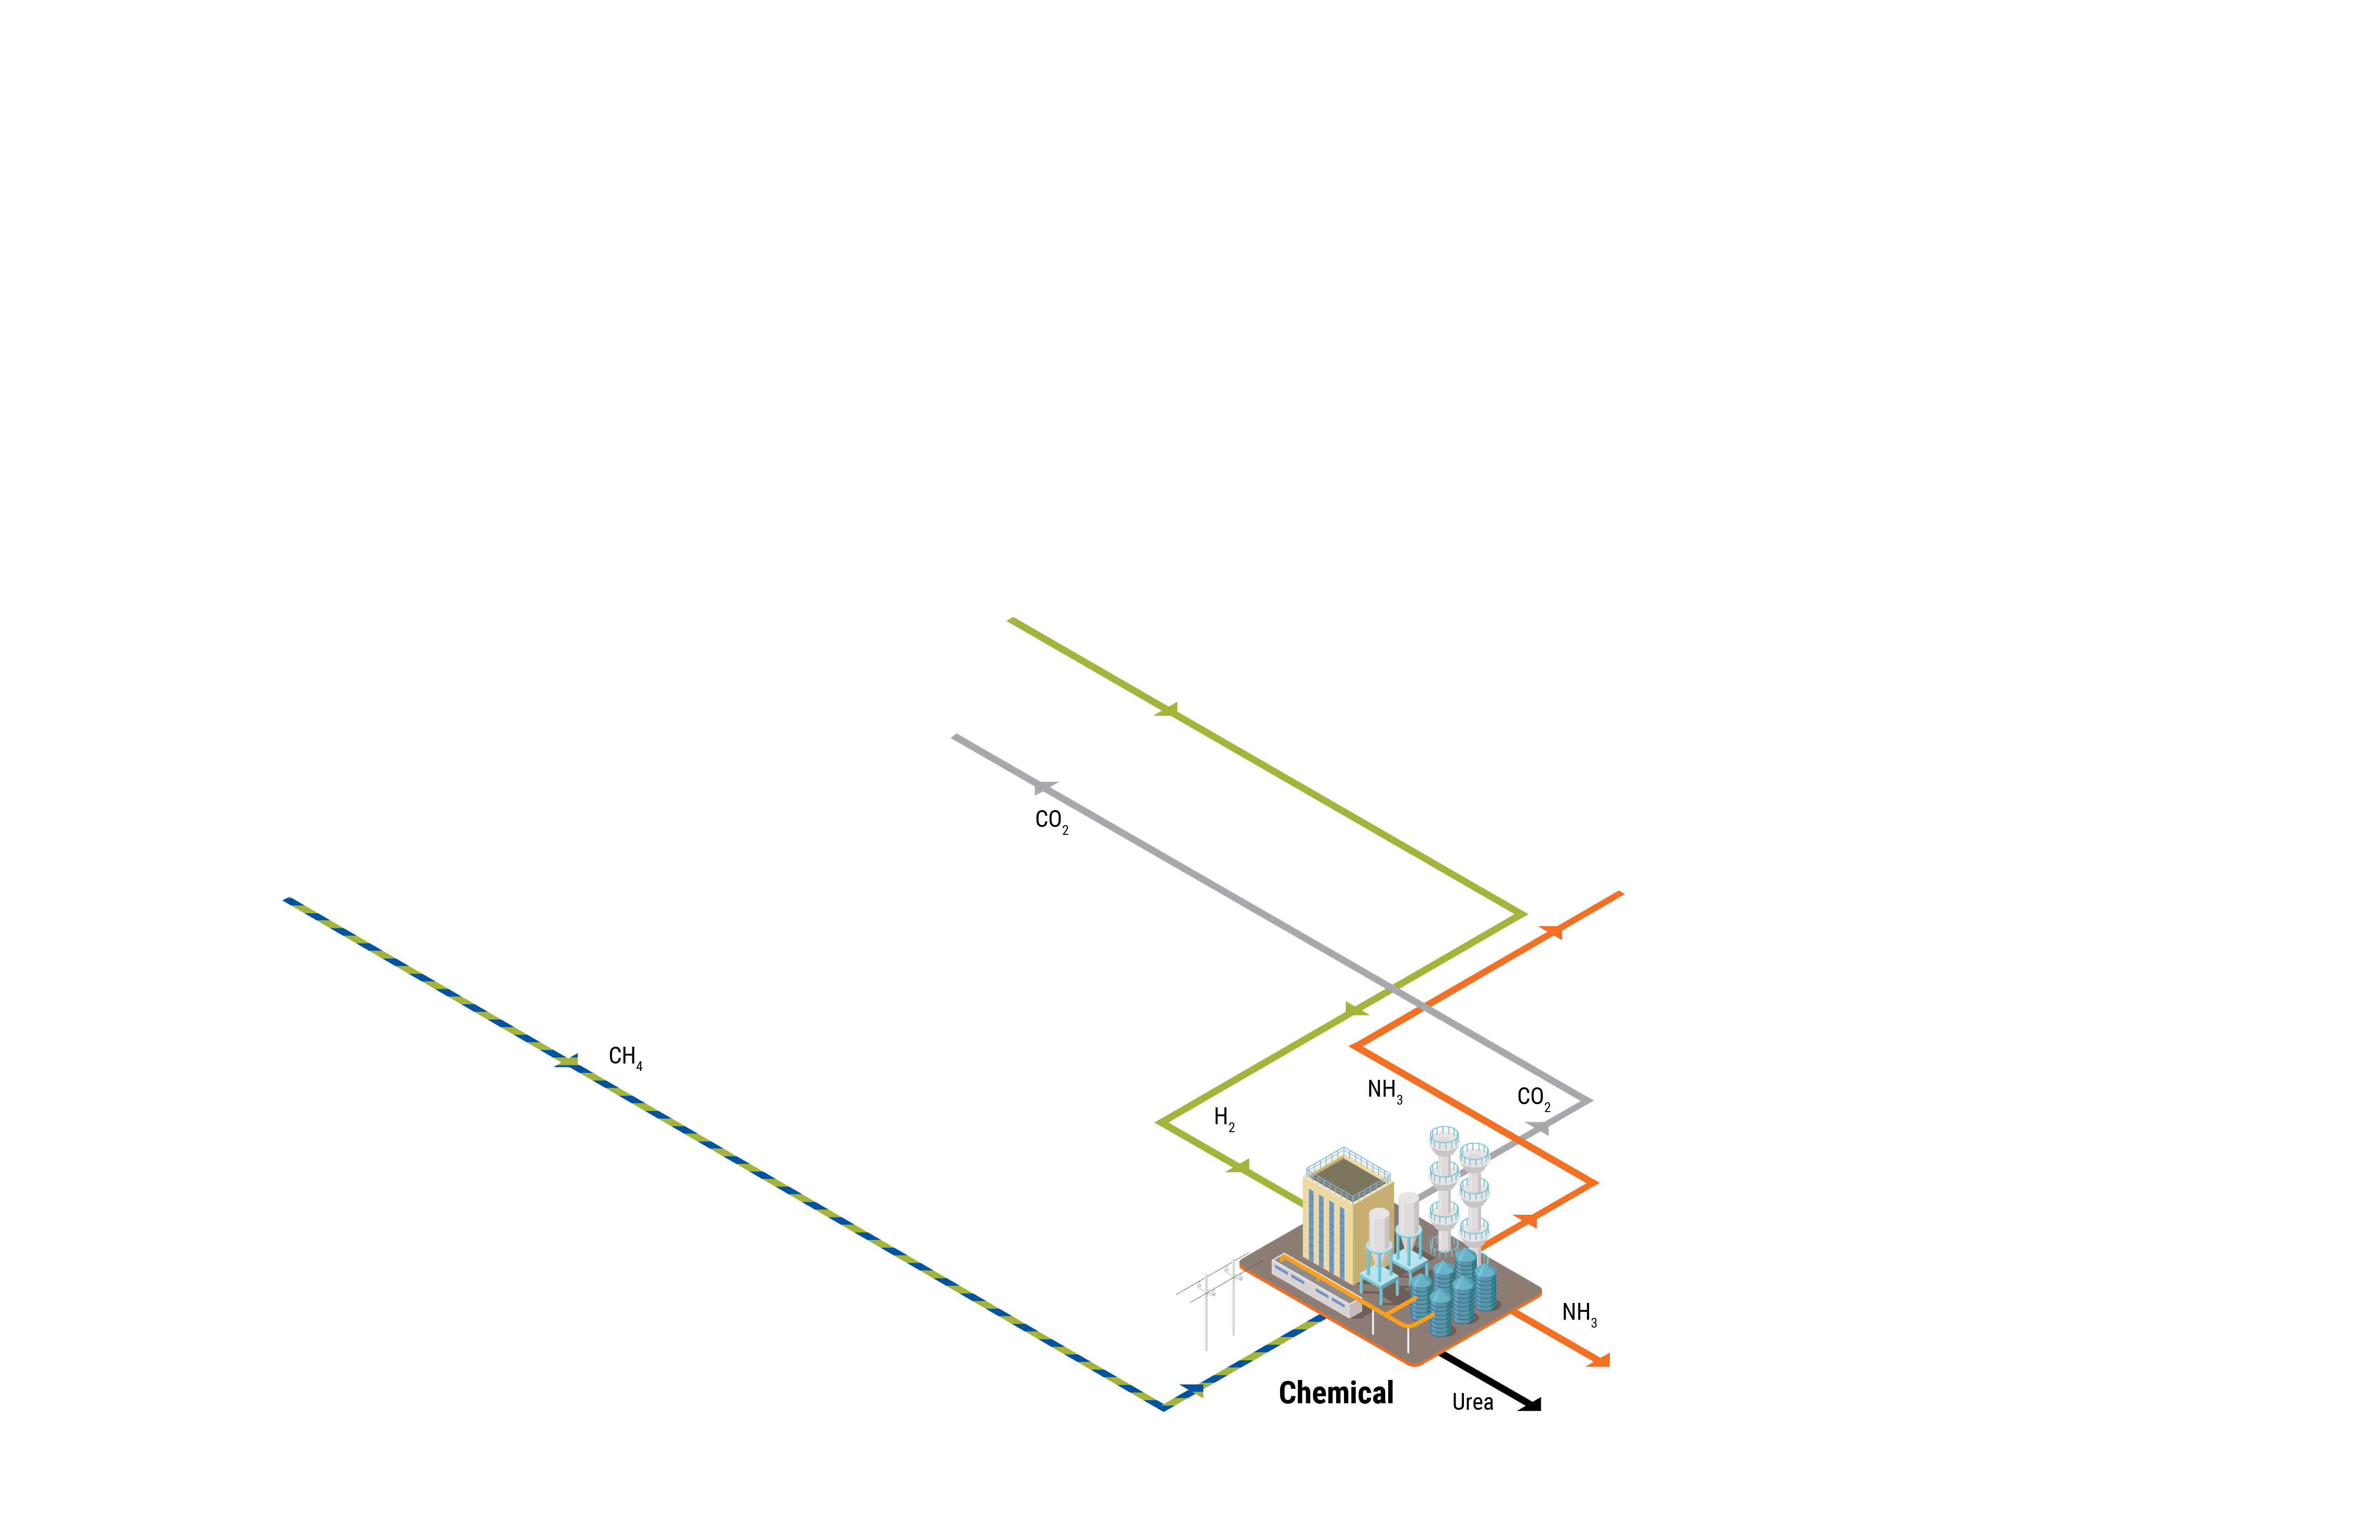 CO₂
CH₄
NH₃
CO₂
H₂
NH₃
Chemical
Urea